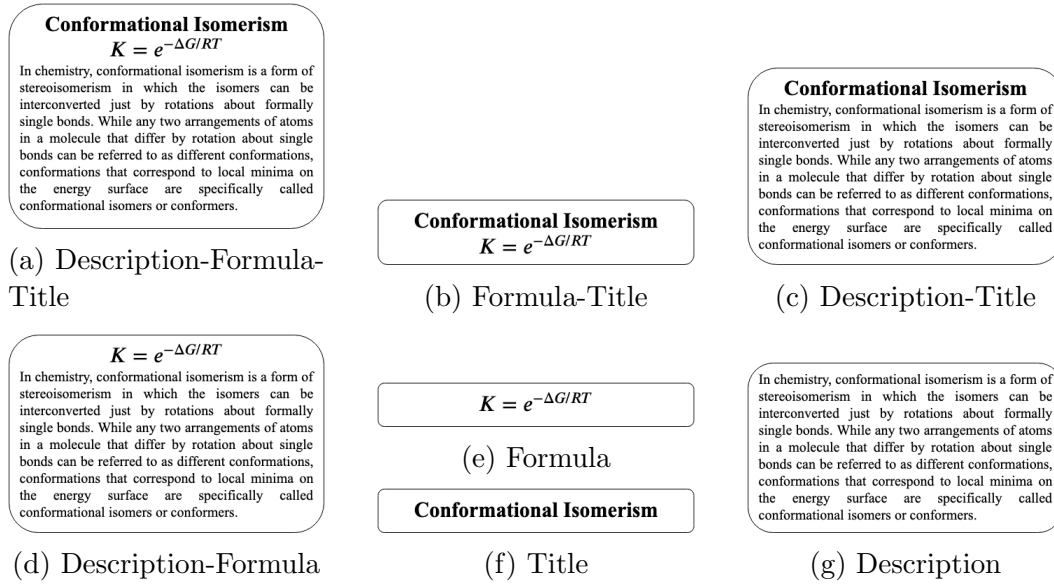 Conformational Isomerism
K = e^{-ΔG/RT}
In chemistry, conformational isomerism is a form of
stereoisomerism in which the isomers can be
interconverted just by rotations about formally
single bonds. While any two arrangements of atoms
in a molecule that differ by rotation about single
bonds can be referred to as different conformations,
conformations that correspond to local minima on
the energy surface are specifically called
conformational isomers or conformers.
(a) Description-Formula-
Title
Conformational Isomerism
K = e^{-ΔG/RT}
(b) Formula-Title
Conformational Isomerism
In chemistry, conformational isomerism is a form of
stereoisomerism in which the isomers can be
interconverted just by rotations about formally
single bonds. While any two arrangements of atoms
in a molecule that differ by rotation about single
bonds can be referred to as different conformations,
conformations that correspond to local minima on
the energy surface are specifically called
conformational isomers or conformers.
(c) Description-Title
K = e^{-ΔG/RT}
In chemistry, conformational isomerism is a form of
stereoisomerism in which the isomers can be
interconverted just by rotations about formally
single bonds. While any two arrangements of atoms
in a molecule that differ by rotation about single
bonds can be referred to as different conformations,
conformations that correspond to local minima on
the energy surface are specifically called
conformational isomers or conformers.
(d) Description-Formula
K = e^{-ΔG/RT}
(e) Formula
Conformational Isomerism
(f) Title
In chemistry, conformational isomerism is a form of
stereoisomerism in which the isomers can be
interconverted just by rotations about formally
single bonds. While any two arrangements of atoms
in a molecule that differ by rotation about single
bonds can be referred to as different conformations,
conformations that correspond to local minima on
the energy surface are specifically called
conformational isomers or conformers.
(g) Description